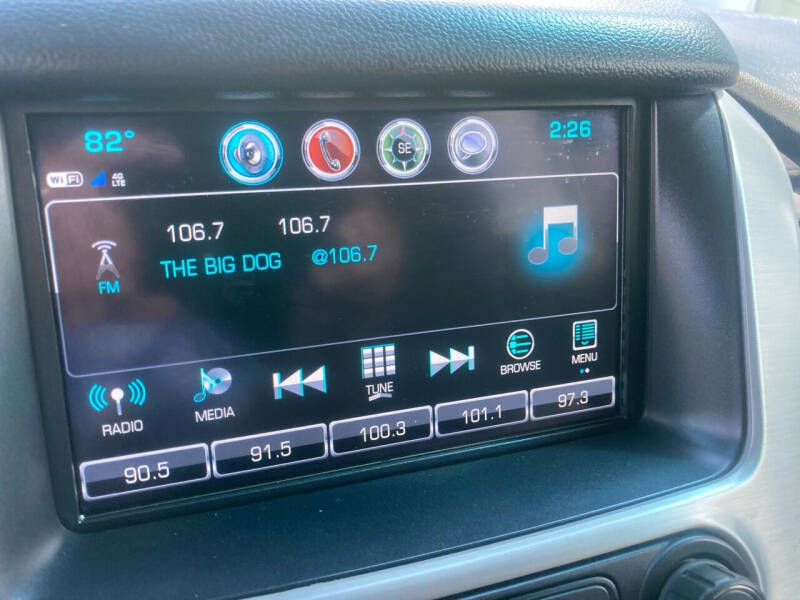 82°
2:26
SE
WiFi 4G LTE
106.7 106.7
THE BIG DOG @106.7
FM
RADIO
MEDIA
TUNE
BROWSE
MENU
90.5 91.5 100.3 101.1 97.3